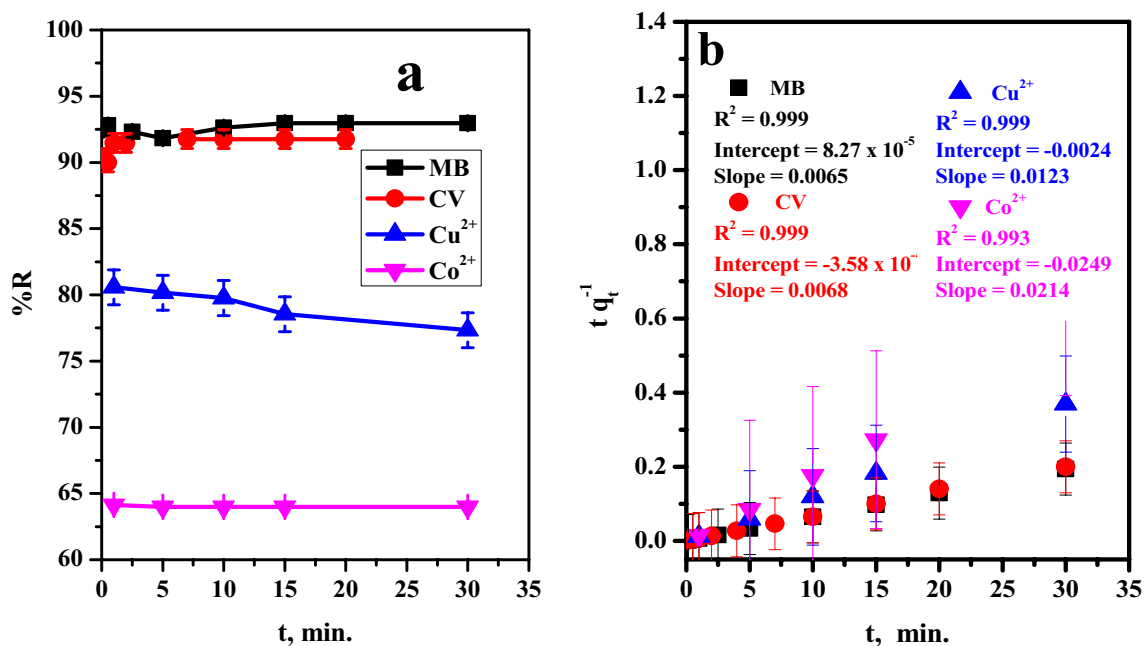 a
%R
100
95
90
85
80
75
70
65
60
MB
CV
Cu²⁺
Co²⁺
0 5 10 15 20 25 30 35
t, min.
b
t qₜ⁻¹
1.4
1.2
1.0
0.8
0.6
0.4
0.2
0.0
MB
R² = 0.999
Intercept = 8.27 x 10⁻⁵
Slope = 0.0065
CV
R² = 0.999
Intercept = -3.58 x 10⁻
Slope = 0.0068
Cu²⁺
R² = 0.999
Intercept = -0.0024
Slope = 0.0123
Co²⁺
R² = 0.993
Intercept = -0.0249
Slope = 0.0214
0 5 10 15 20 25 30 35
t, min.